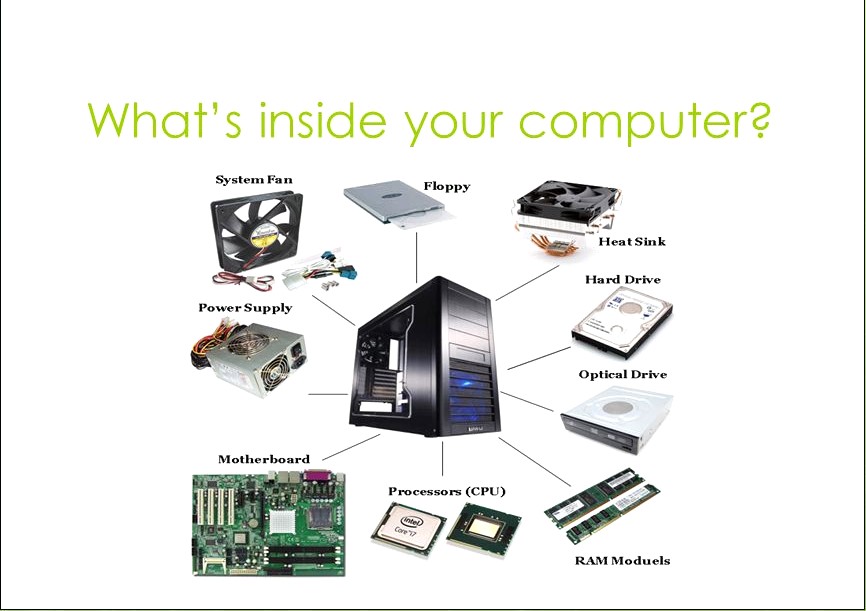 What's inside your computer?
System Fan
Floppy
Heat Sink
Hard Drive
Power Supply
Optical Drive
Motherboard
Processors (CPU)
intel
Core i7
RAM Moduels